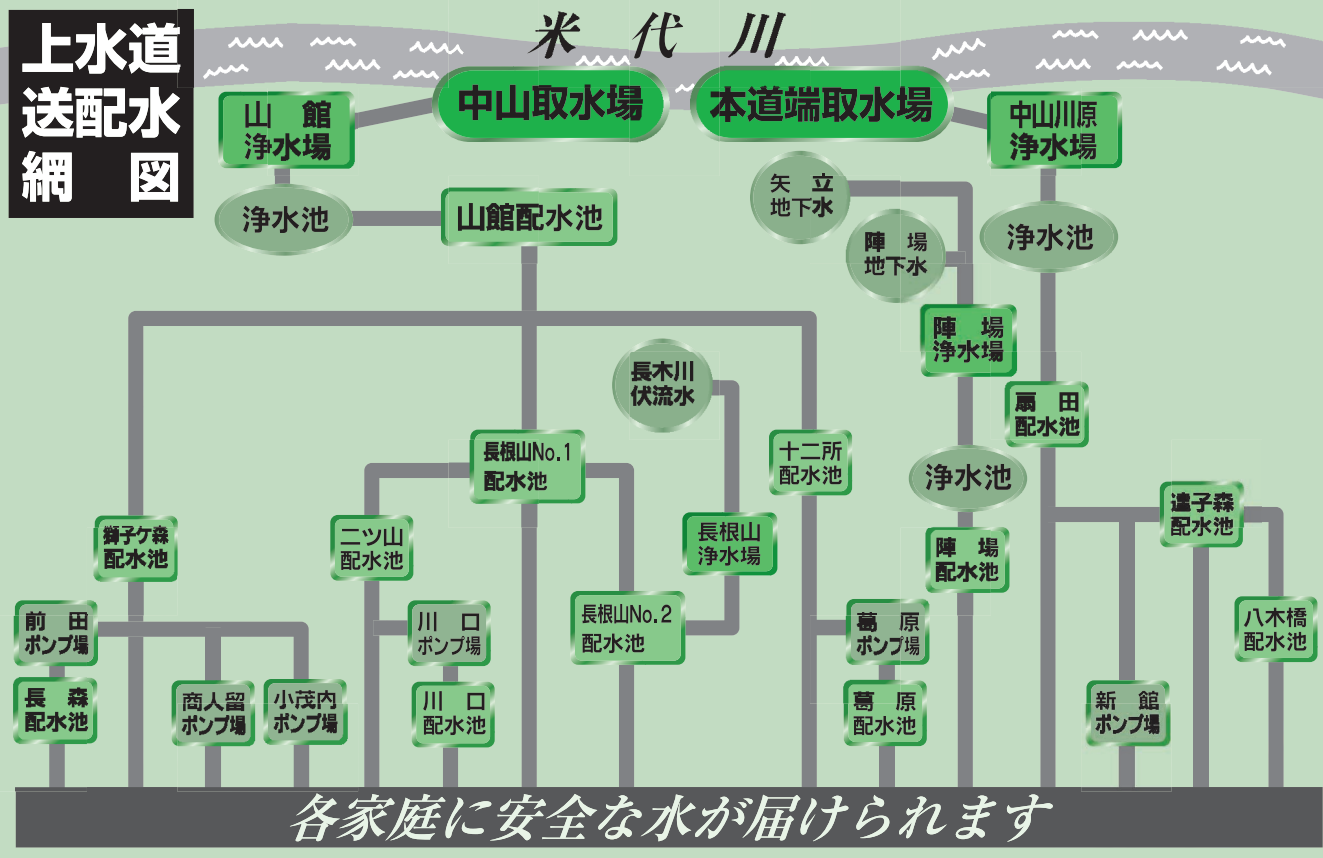 上水道
送配水
網　図
米　代　川
中山取水場
本道端取水場
山　館
浄水場
中山川原
浄水場
浄水池
山館配水池
矢　立
地下水
陣　場
地下水
浄水池
陣　場
浄水場
長木川
伏流水
扇　田
配水池
長根山No.1
配水池
十二所
配水池
浄水池
獅子ケ森
配水池
二ツ山
配水池
長根山
浄水場
陣　場
配水池
達子森
配水池
前　田
ポンプ場
川　口
ポンプ場
長根山No.2
配水池
葛　原
ポンプ場
八木橋
配水池
長　森
配水池
商人留
ポンプ場
小茂内
ポンプ場
川　口
配水池
葛　原
配水池
新　館
ポンプ場
各家庭に安全な水が届けられます